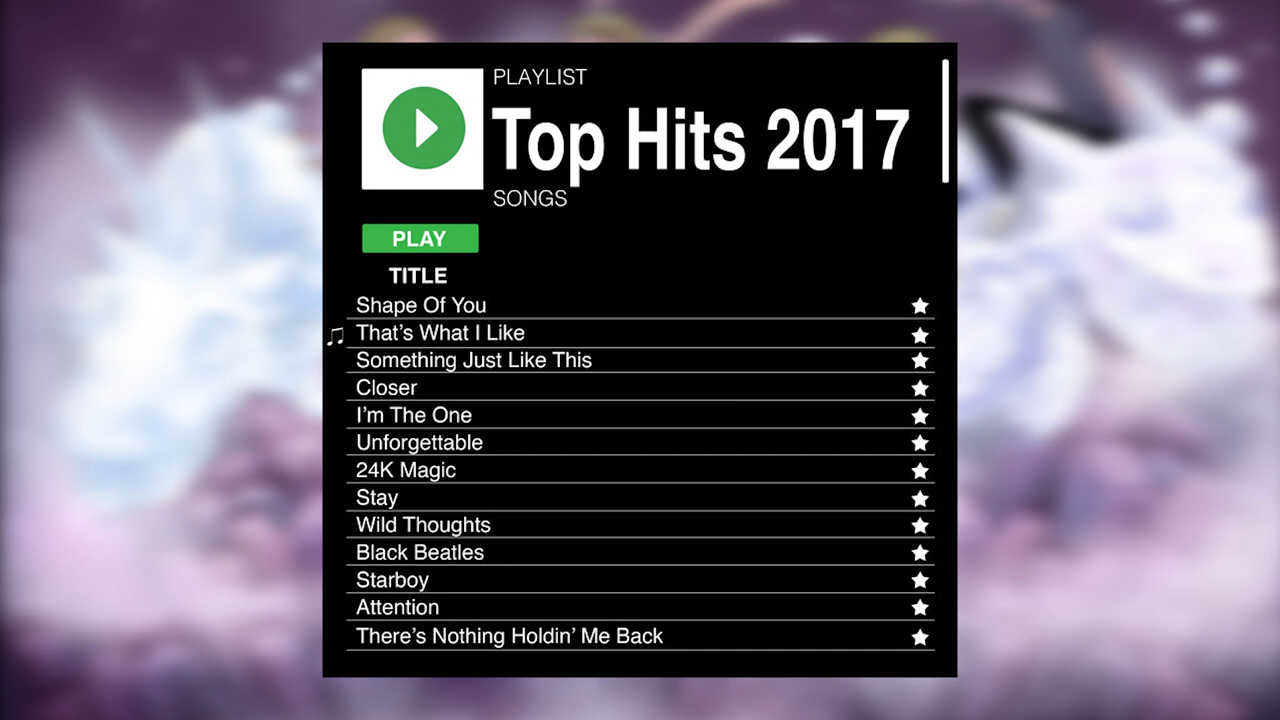 PLAYLIST
Top Hits 2017
SONGS
PLAY
TITLE
Shape Of You
That’s What I Like
Something Just Like This
Closer
I’m The One
Unforgettable
24K Magic
Stay
Wild Thoughts
Black Beatles
Starboy
Attention
There’s Nothing Holdin’ Me Back